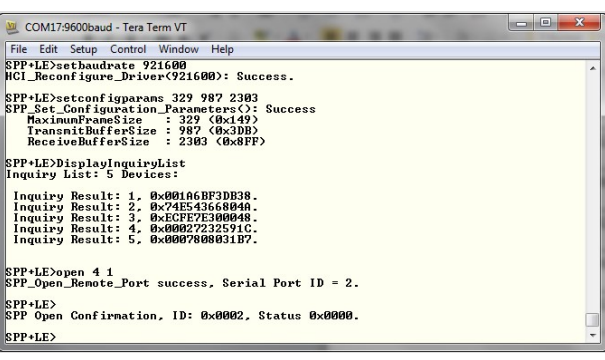 COM17:9600baud - Tera Term VT
File Edit Setup Control Window Help
SPP+LE>setbaudrate 921600
HCI_Reconfigure_Driver(921600): Success.
SPP+LE>setconfigparams 329 987 2303
SPP_Set_Configuration_Parameters(): Success
MaximumFrameSize : 329 (0x149)
TransmitBufferSize : 987 (0x3DB)
ReceiveBufferSize : 2303 (0x8FF)
SPP+LE>DisplayInquiryList
Inquiry List: 5 Devices:
Inquiry Result: 1, 0x001A6BF3DB38.
Inquiry Result: 2, 0x74E54366804A.
Inquiry Result: 3, 0xECFE7E300048.
Inquiry Result: 4, 0x00027232591C.
Inquiry Result: 5, 0x0007808031B7.
SPP+LE>open 4 1
SPP_Open_Remote_Port success, Serial Port ID = 2.
SPP+LE>
SPP Open Confirmation, ID: 0x0002, Status 0x0000.
SPP+LE>